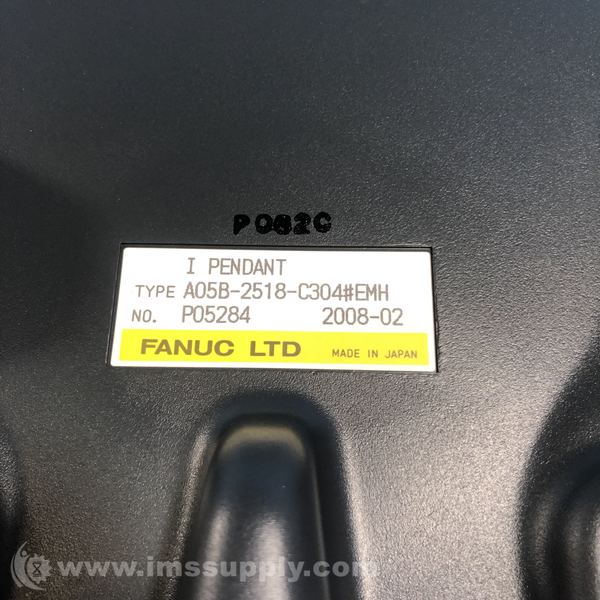 P082C
I PENDANT
TYPE A05B-2518-C304#EMH
NO. P05284 2008-02
FANUC LTD MADE IN JAPAN
www.imssupply.com